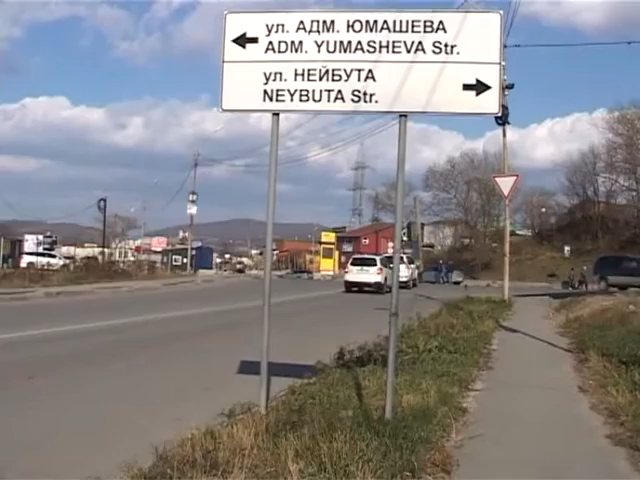 ул. АДМ. ЮМАШЕВА
ADM. YUMASHEVA Str.
ул. НЕЙБУТА
NEYBUTA Str.